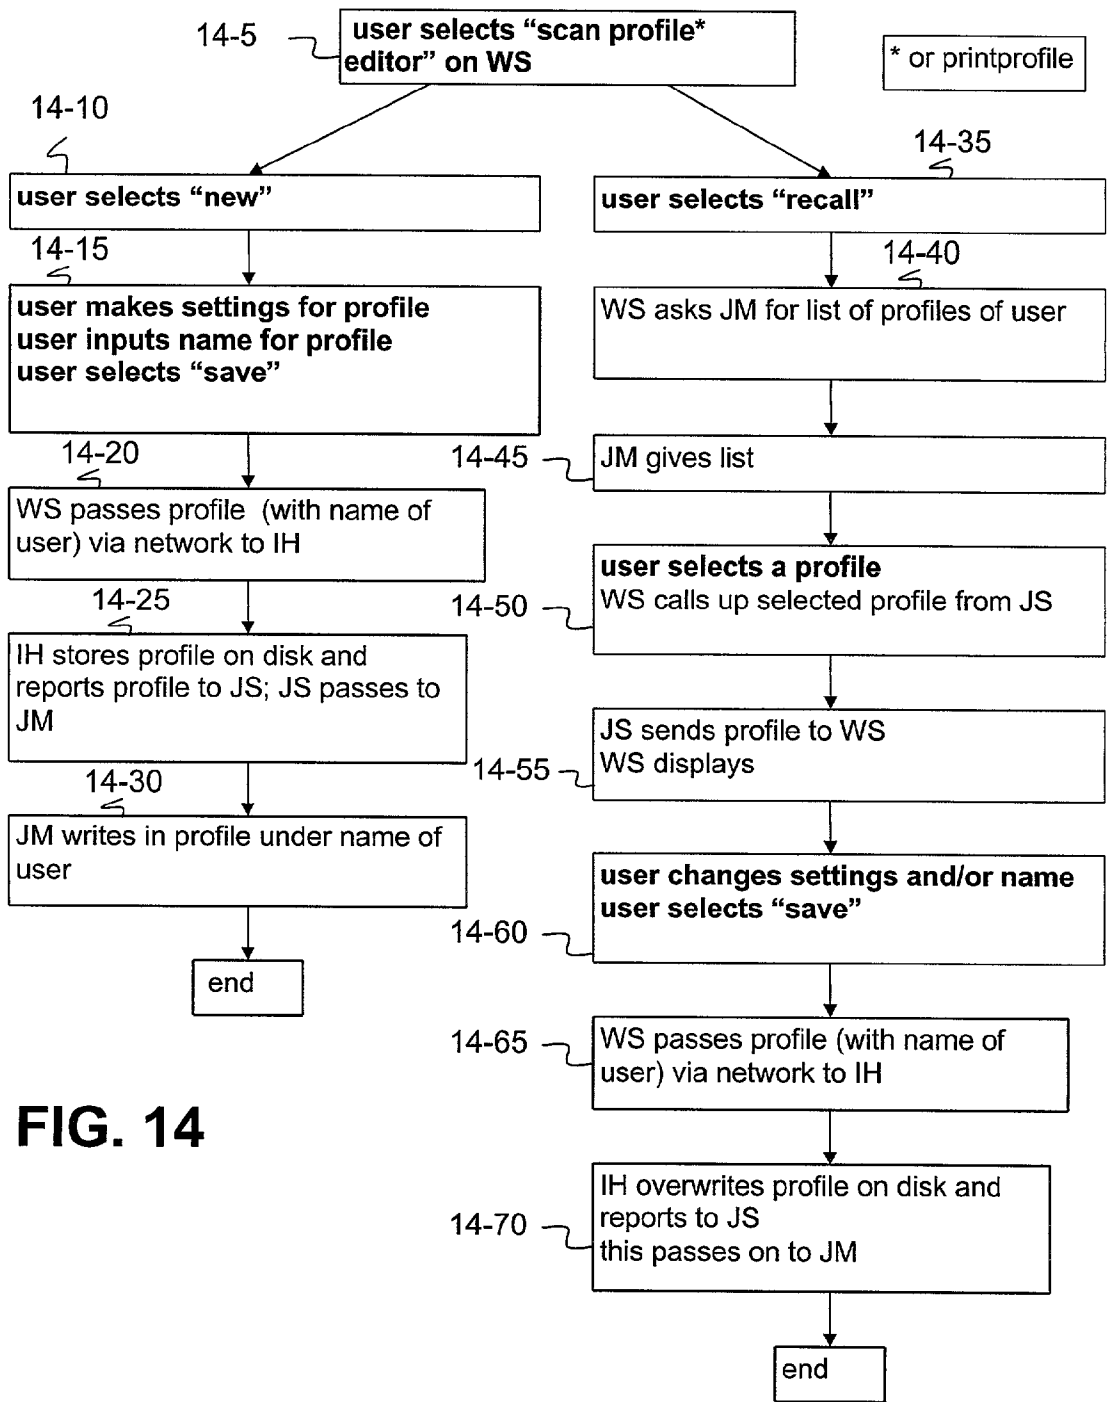 14-5
user selects “scan profile*
editor” on WS
* or printprofile
14-10
user selects “new”
14-15
user makes settings for profile
user inputs name for profile
user selects “save”
14-20
WS passes profile (with name of
user) via network to IH
14-25
IH stores profile on disk and
reports profile to JS; JS passes to
JM
14-30
JM writes in profile under name of
user
end
14-35
user selects “recall”
14-40
WS asks JM for list of profiles of user
14-45
JM gives list
14-50
user selects a profile
WS calls up selected profile from JS
14-55
JS sends profile to WS
WS displays
14-60
user changes settings and/or name
user selects “save”
14-65
WS passes profile (with name of
user) via network to IH
14-70
IH overwrites profile on disk and
reports to JS
this passes on to JM
end
FIG. 14